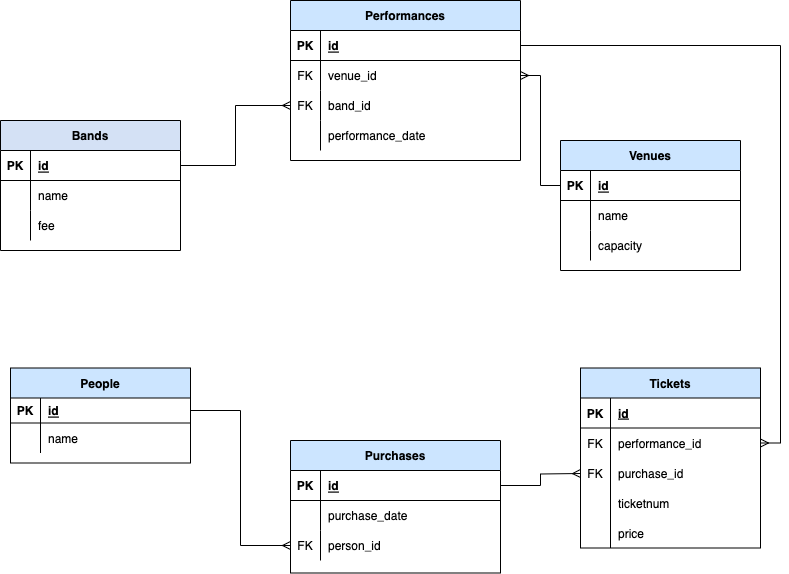 Performances
PK id
FK venue_id
FK band_id
performance_date
Bands
PK id
name
fee
Venues
PK id
name
capacity
People
PK id
name
Purchases
PK id
purchase_date
FK person_id
Tickets
PK id
FK performance_id
FK purchase_id
ticketnum
price